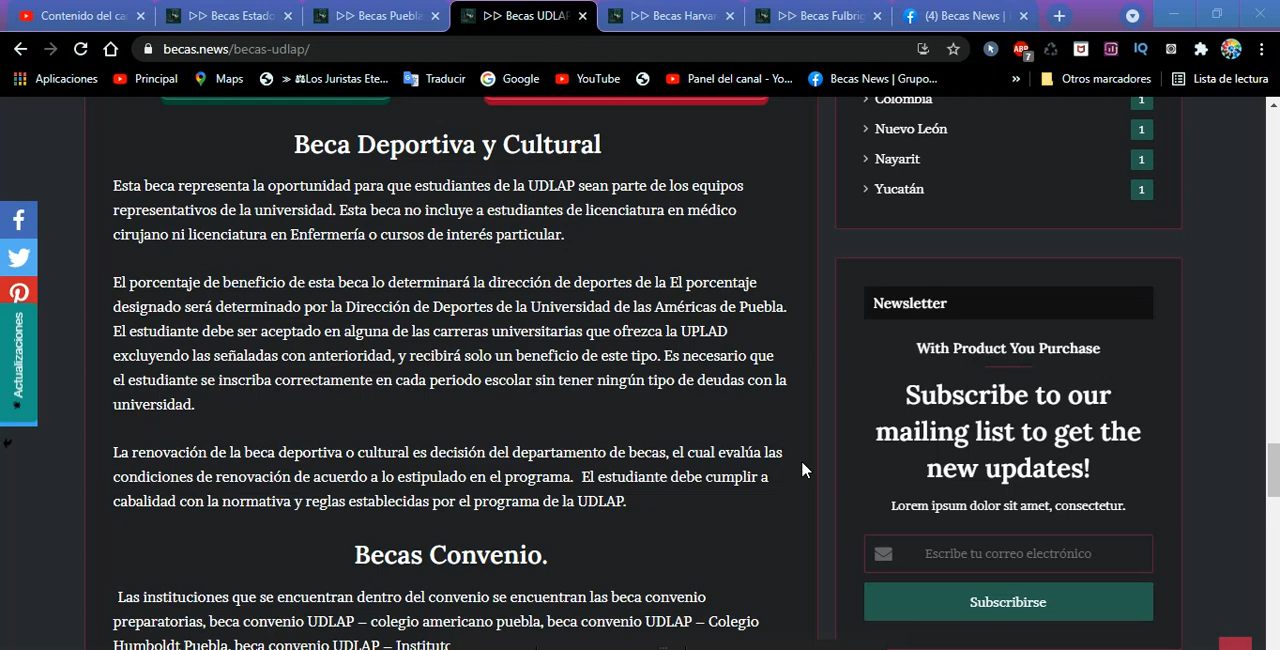 Contenido del ca
>> Becas Estado
>> Becas Puebla
>> Becas UDLAP
>> Becas Harvar
>> Becas Fulbrig
(4) Becas News |
becas.news/becas-udlap/
ABP
7
IQ
Aplicaciones
Principal
Maps
» ⚖Los Juristas Ete...
Traducir
Google
YouTube
Panel del canal - Yo...
Becas News | Grupo...
»
Otros marcadores
Lista de lectura
Actualizaciones
Beca Deportiva y Cultural
Esta beca representa la oportunidad para que estudiantes de la UDLAP sean parte de los equipos
representativos de la universidad. Esta beca no incluye a estudiantes de licenciatura en médico
cirujano ni licenciatura en Enfermería o cursos de interés particular.
El porcentaje de beneficio de esta beca lo determinará la dirección de deportes de la El porcentaje
designado será determinado por la Dirección de Deportes de la Universidad de las Américas de Puebla.
El estudiante debe ser aceptado en alguna de las carreras universitarias que ofrezca la UPLAD
excluyendo las señaladas con anterioridad, y recibirá solo un beneficio de este tipo. Es necesario que
el estudiante se inscriba correctamente en cada periodo escolar sin tener ningún tipo de deudas con la
universidad.
La renovación de la beca deportiva o cultural es decisión del departamento de becas, el cual evalúa las
condiciones de renovación de acuerdo a lo estipulado en el programa.  El estudiante debe cumplir a
cabalidad con la normativa y reglas establecidas por el programa de la UDLAP.
Becas Convenio.
Las instituciones que se encuentran dentro del convenio se encuentran las beca convenio
preparatorias, beca convenio UDLAP – colegio americano puebla, beca convenio UDLAP – Colegio
Humboldt Puebla, beca convenio UDLAP –
Colombia 1
Nuevo León 1
Nayarit 1
Yucatán 1
Newsletter
With Product You Purchase
Subscribe to our
mailing list to get the
new updates!
Lorem ipsum dolor sit amet, consectetur.
Escribe tu correo electrónico
Subscribirse